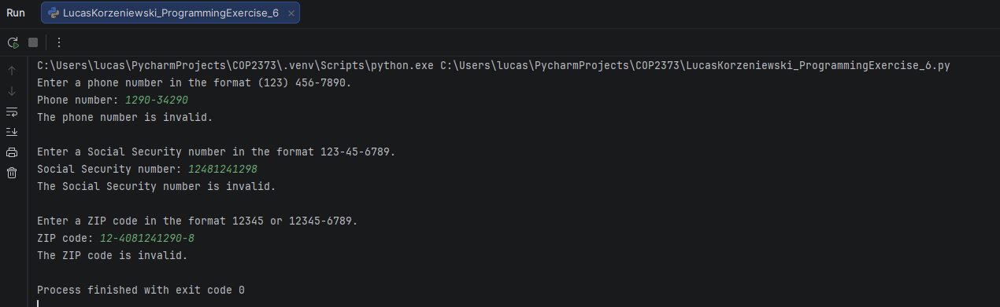 Run LucasKorzeniewski_ProgrammingExercise_6
C:\Users\lucas\PycharmProjects\COP2373\.venv\Scripts\python.exe C:\Users\lucas\PycharmProjects\COP2373\LucasKorzeniewski_ProgrammingExercise_6.py
Enter a phone number in the format (123) 456-7890.
Phone number: 1290-34290
The phone number is invalid.
Enter a Social Security number in the format 123-45-6789.
Social Security number: 12481241298
The Social Security number is invalid.
Enter a ZIP code in the format 12345 or 12345-6789.
ZIP code: 12-4081241290-8
The ZIP code is invalid.
Process finished with exit code 0